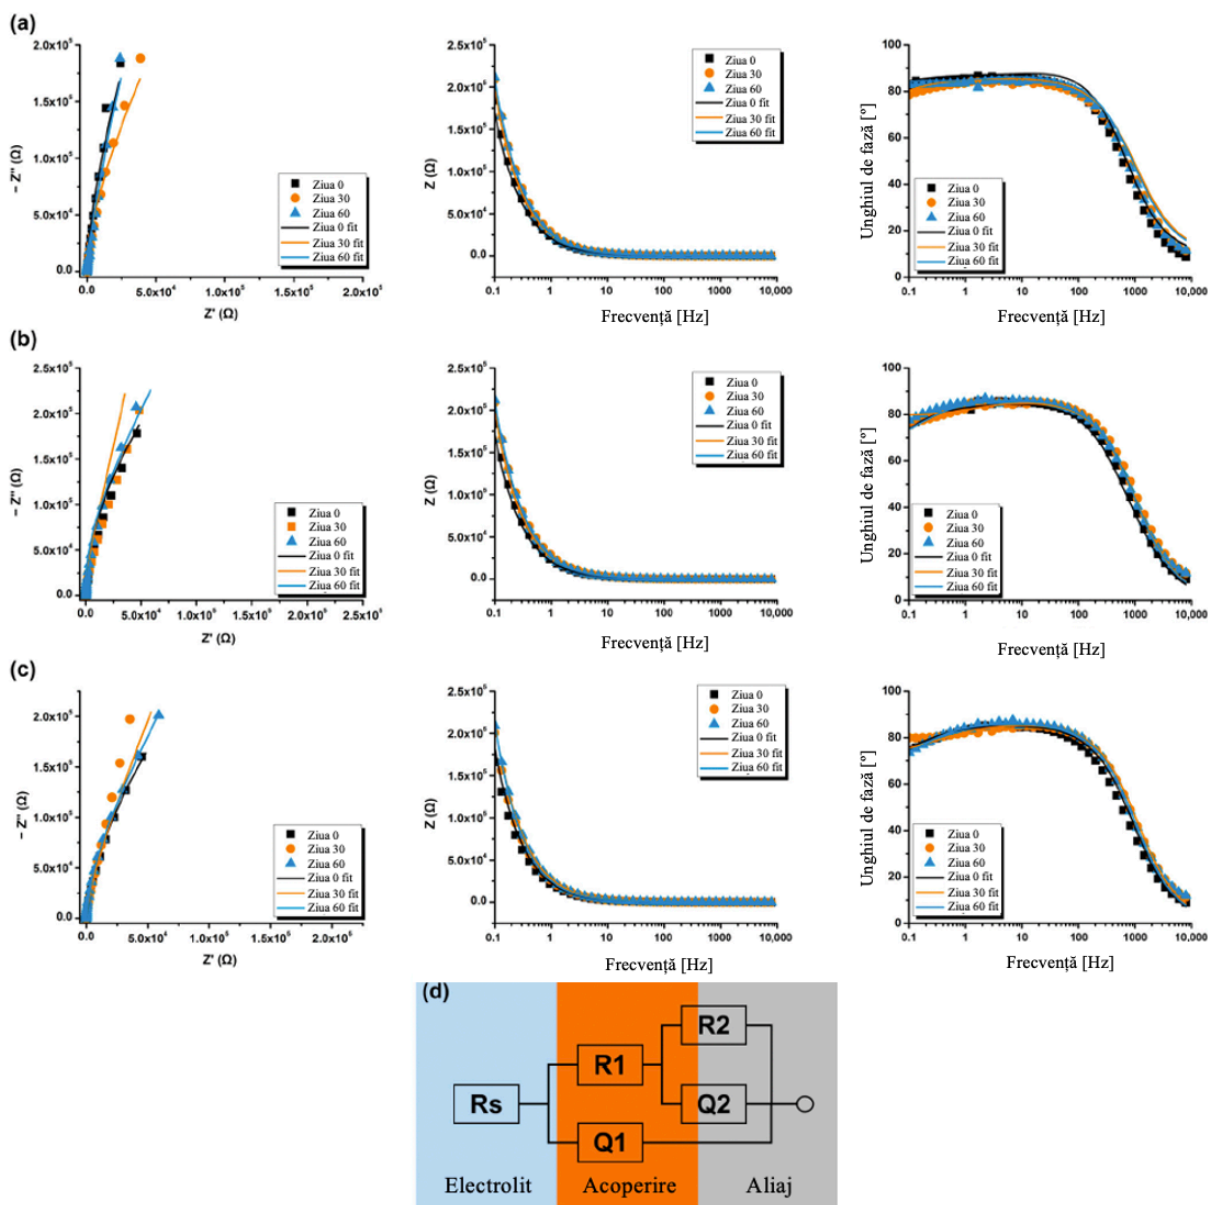 (a)
2.0x10⁵
1.5x10⁵
1.0x10⁵
5.0x10⁴
0.0
− Z'' (Ω)
Ziua 0
Ziua 30
Ziua 60
Ziua 0 fit
Ziua 30 fit
Ziua 60 fit
0.0 5.0x10⁴ 1.0x10⁵ 1.5x10⁵ 2.0x10⁵
Z' (Ω)
2.5x10⁵
2.0x10⁵
1.5x10⁵
1.0x10⁵
5.0x10⁴
0.0
Z (Ω)
Ziua 0
Ziua 30
Ziua 60
Ziua 0 fit
Ziua 30 fit
Ziua 60 fit
0.1 1 10 100 1000 10,000
Frecvență [Hz]
100
80
60
40
20
0
Unghiul de fază [º]
Ziua 0
Ziua 30
Ziua 60
Ziua 0 fit
Ziua 30 fit
Ziua 60 fit
0.1 1 10 100 1000 10,000
Frecvență [Hz]
(b)
2.5x10⁵
2.0x10⁵
1.5x10⁵
1.0x10⁵
5.0x10⁴
0.0
− Z'' (Ω)
Ziua 0
Ziua 30
Ziua 60
Ziua 0 fit
Ziua 30 fit
Ziua 60 fit
0.0 5.0x10⁴ 1.0x10⁵ 1.5x10⁵ 2.0x10⁵ 2.5x10⁵
Z' (Ω)
2.5x10⁵
2.0x10⁵
1.5x10⁵
1.0x10⁵
5.0x10⁴
0.0
Z (Ω)
Ziua 0
Ziua 30
Ziua 60
Ziua 0 fit
Ziua 30 fit
Ziua 60 fit
0.1 1 10 100 1000 10,000
Frecvență [Hz]
100
80
60
40
20
0
Unghiul de fază [º]
Ziua 0
Ziua 30
Ziua 60
Ziua 0 fit
Ziua 30 fit
Ziua 60 fit
0.1 1 10 100 1000 10,000
Frecvență [Hz]
(c)
2.0x10⁵
1.5x10⁵
1.0x10⁵
5.0x10⁴
0.0
− Z'' (Ω)
Ziua 0
Ziua 30
Ziua 60
Ziua 0 fit
Ziua 30 fit
Ziua 60 fit
0.0 5.0x10⁴ 1.0x10⁵ 1.5x10⁵ 2.0x10⁵
Z' (Ω)
2.5x10⁵
2.0x10⁵
1.5x10⁵
1.0x10⁵
5.0x10⁴
0.0
Z (Ω)
Ziua 0
Ziua 30
Ziua 60
Ziua 0 fit
Ziua 30 fit
Ziua 60 fit
0.1 1 10 100 1000 10,000
Frecvență [Hz]
100
80
60
40
20
0
Unghiul de fază [º]
Ziua 0
Ziua 30
Ziua 60
Ziua 0 fit
Ziua 30 fit
Ziua 60 fit
0.1 1 10 100 1000 10,000
Frecvență [Hz]
(d)
R2
R1
Rs
Q2
Q1
Electrolit Acoperire Aliaj